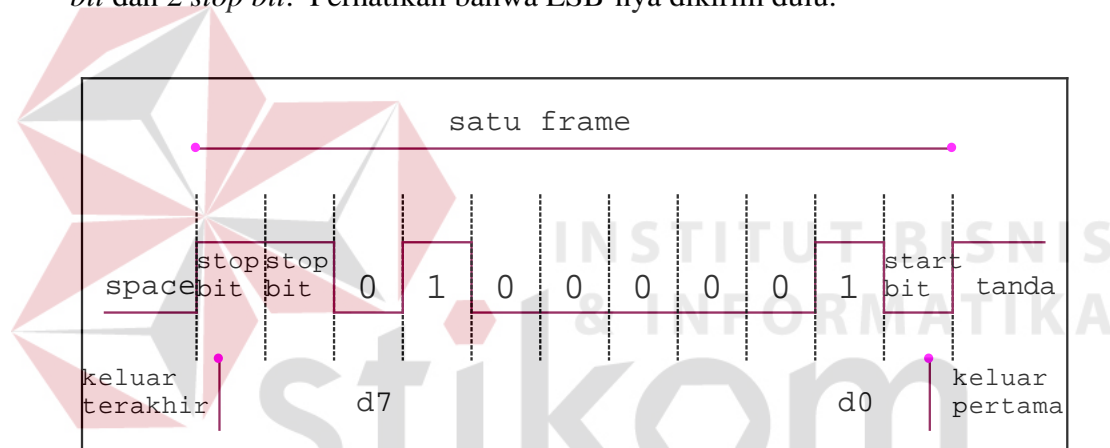 bit dan 2 stop bit. Perhatikan bahwa LSB-nya dikirim dulu.
satu frame
INSTITUT BISNIS
& INFORMATIKA
stikom
space
stop bit
stop bit
0 1 0 0 0 0 0 1
start bit
tanda
keluar terakhir
d7
d0
keluar pertama